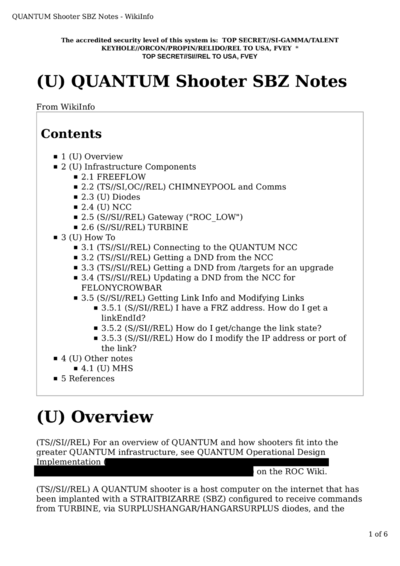 QUANTUM Shooter SBZ Notes - WikiInfo
The accredited security level of this system is: TOP SECRET//SI-GAMMA/TALENT
KEYHOLE//ORCON/PROPIN/RELIDO/REL TO USA, FVEY *
TOP SECRET//SI//REL TO USA, FVEY
(U) QUANTUM Shooter SBZ Notes
From WikiInfo
Contents
1 (U) Overview
2 (U) Infrastructure Components
2.1 FREEFLOW
2.2 (TS//SI,OC//REL) CHIMNEYPOOL and Comms
2.3 (U) Diodes
2.4 (U) NCC
2.5 (S//SI//REL) Gateway ("ROC_LOW")
2.6 (S//SI//REL) TURBINE
3 (U) How To
3.1 (TS//SI//REL) Connecting to the QUANTUM NCC
3.2 (TS//SI//REL) Getting a DND from the NCC
3.3 (TS//SI//REL) Getting a DND from /targets for an upgrade
3.4 (TS//SI//REL) Updating a DND from the NCC for
FELONYCROWBAR
3.5 (S//SI//REL) Getting Link Info and Modifying Links
3.5.1 (S//SI//REL) I have a FRZ address. How do I get a
linkEndId?
3.5.2 (S//SI//REL) How do I get/change the link state?
3.5.3 (S//SI//REL) How do I modify the IP address or port of
the link?
4 (U) Other notes
4.1 (U) MHS
5 References
(U) Overview
(TS//SI//REL) For an overview of QUANTUM and how shooters fit into the
greater QUANTUM infrastructure, see QUANTUM Operational Design
Implementation (
on the ROC Wiki.
(TS//SI//REL) A QUANTUM shooter is a host computer on the internet that has
been implanted with a STRAITBIZARRE (SBZ) configured to receive commands
from TURBINE, via SURPLUSHANGAR/HANGARSURPLUS diodes, and the
1 of 6